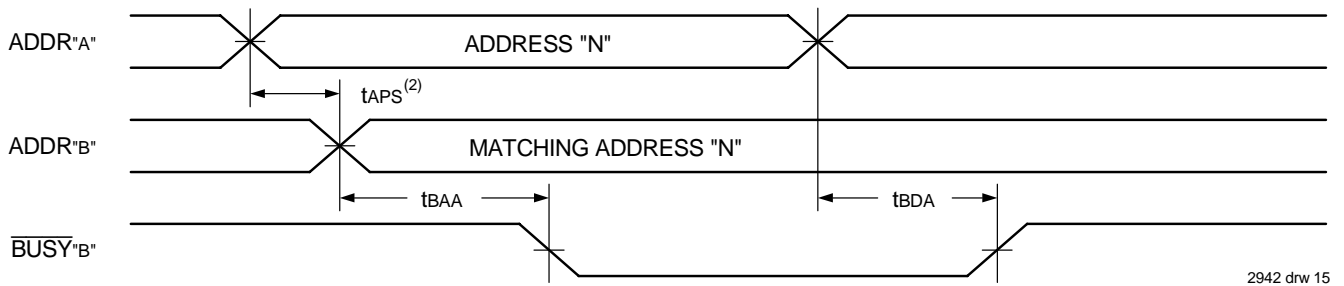 ADDR"A"
ADDRESS "N"
tAPS(2)
ADDR"B"
MATCHING ADDRESS "N"
tBAA
tBDA
BUSY"B"
2942 drw 15